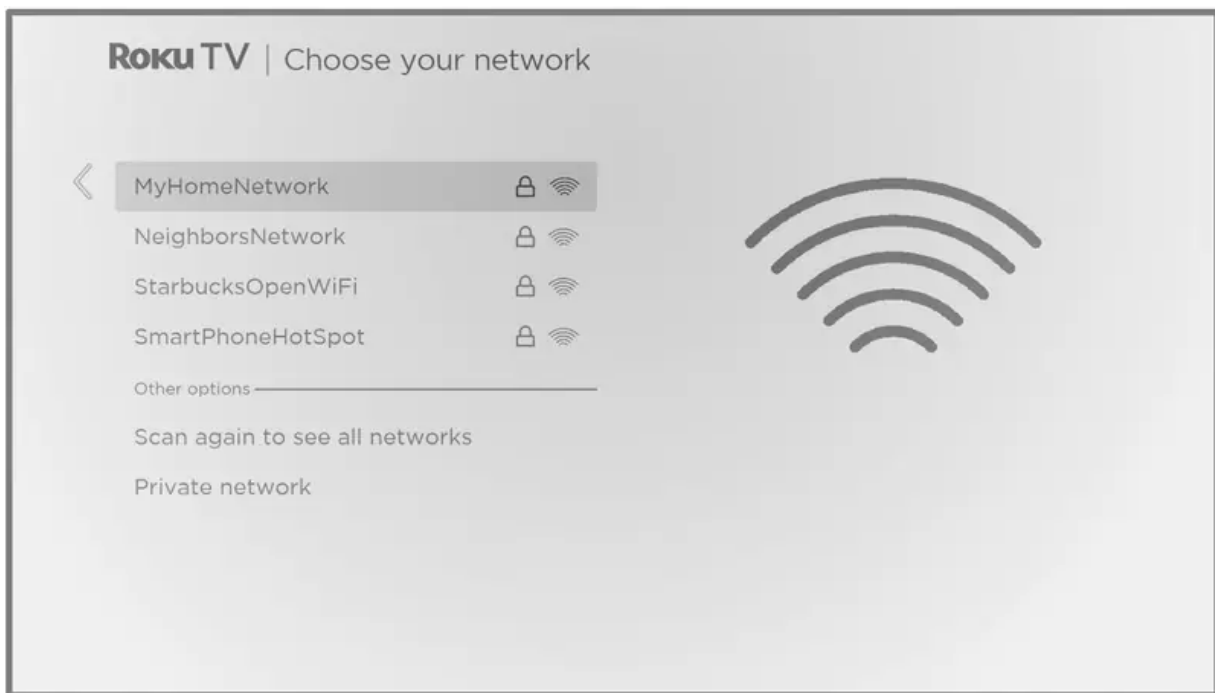 Roku TV | Choose your network
MyHomeNetwork
NeighborsNetwork
StarbucksOpenWiFi
SmartPhoneHotSpot
Other options
Scan again to see all networks
Private network